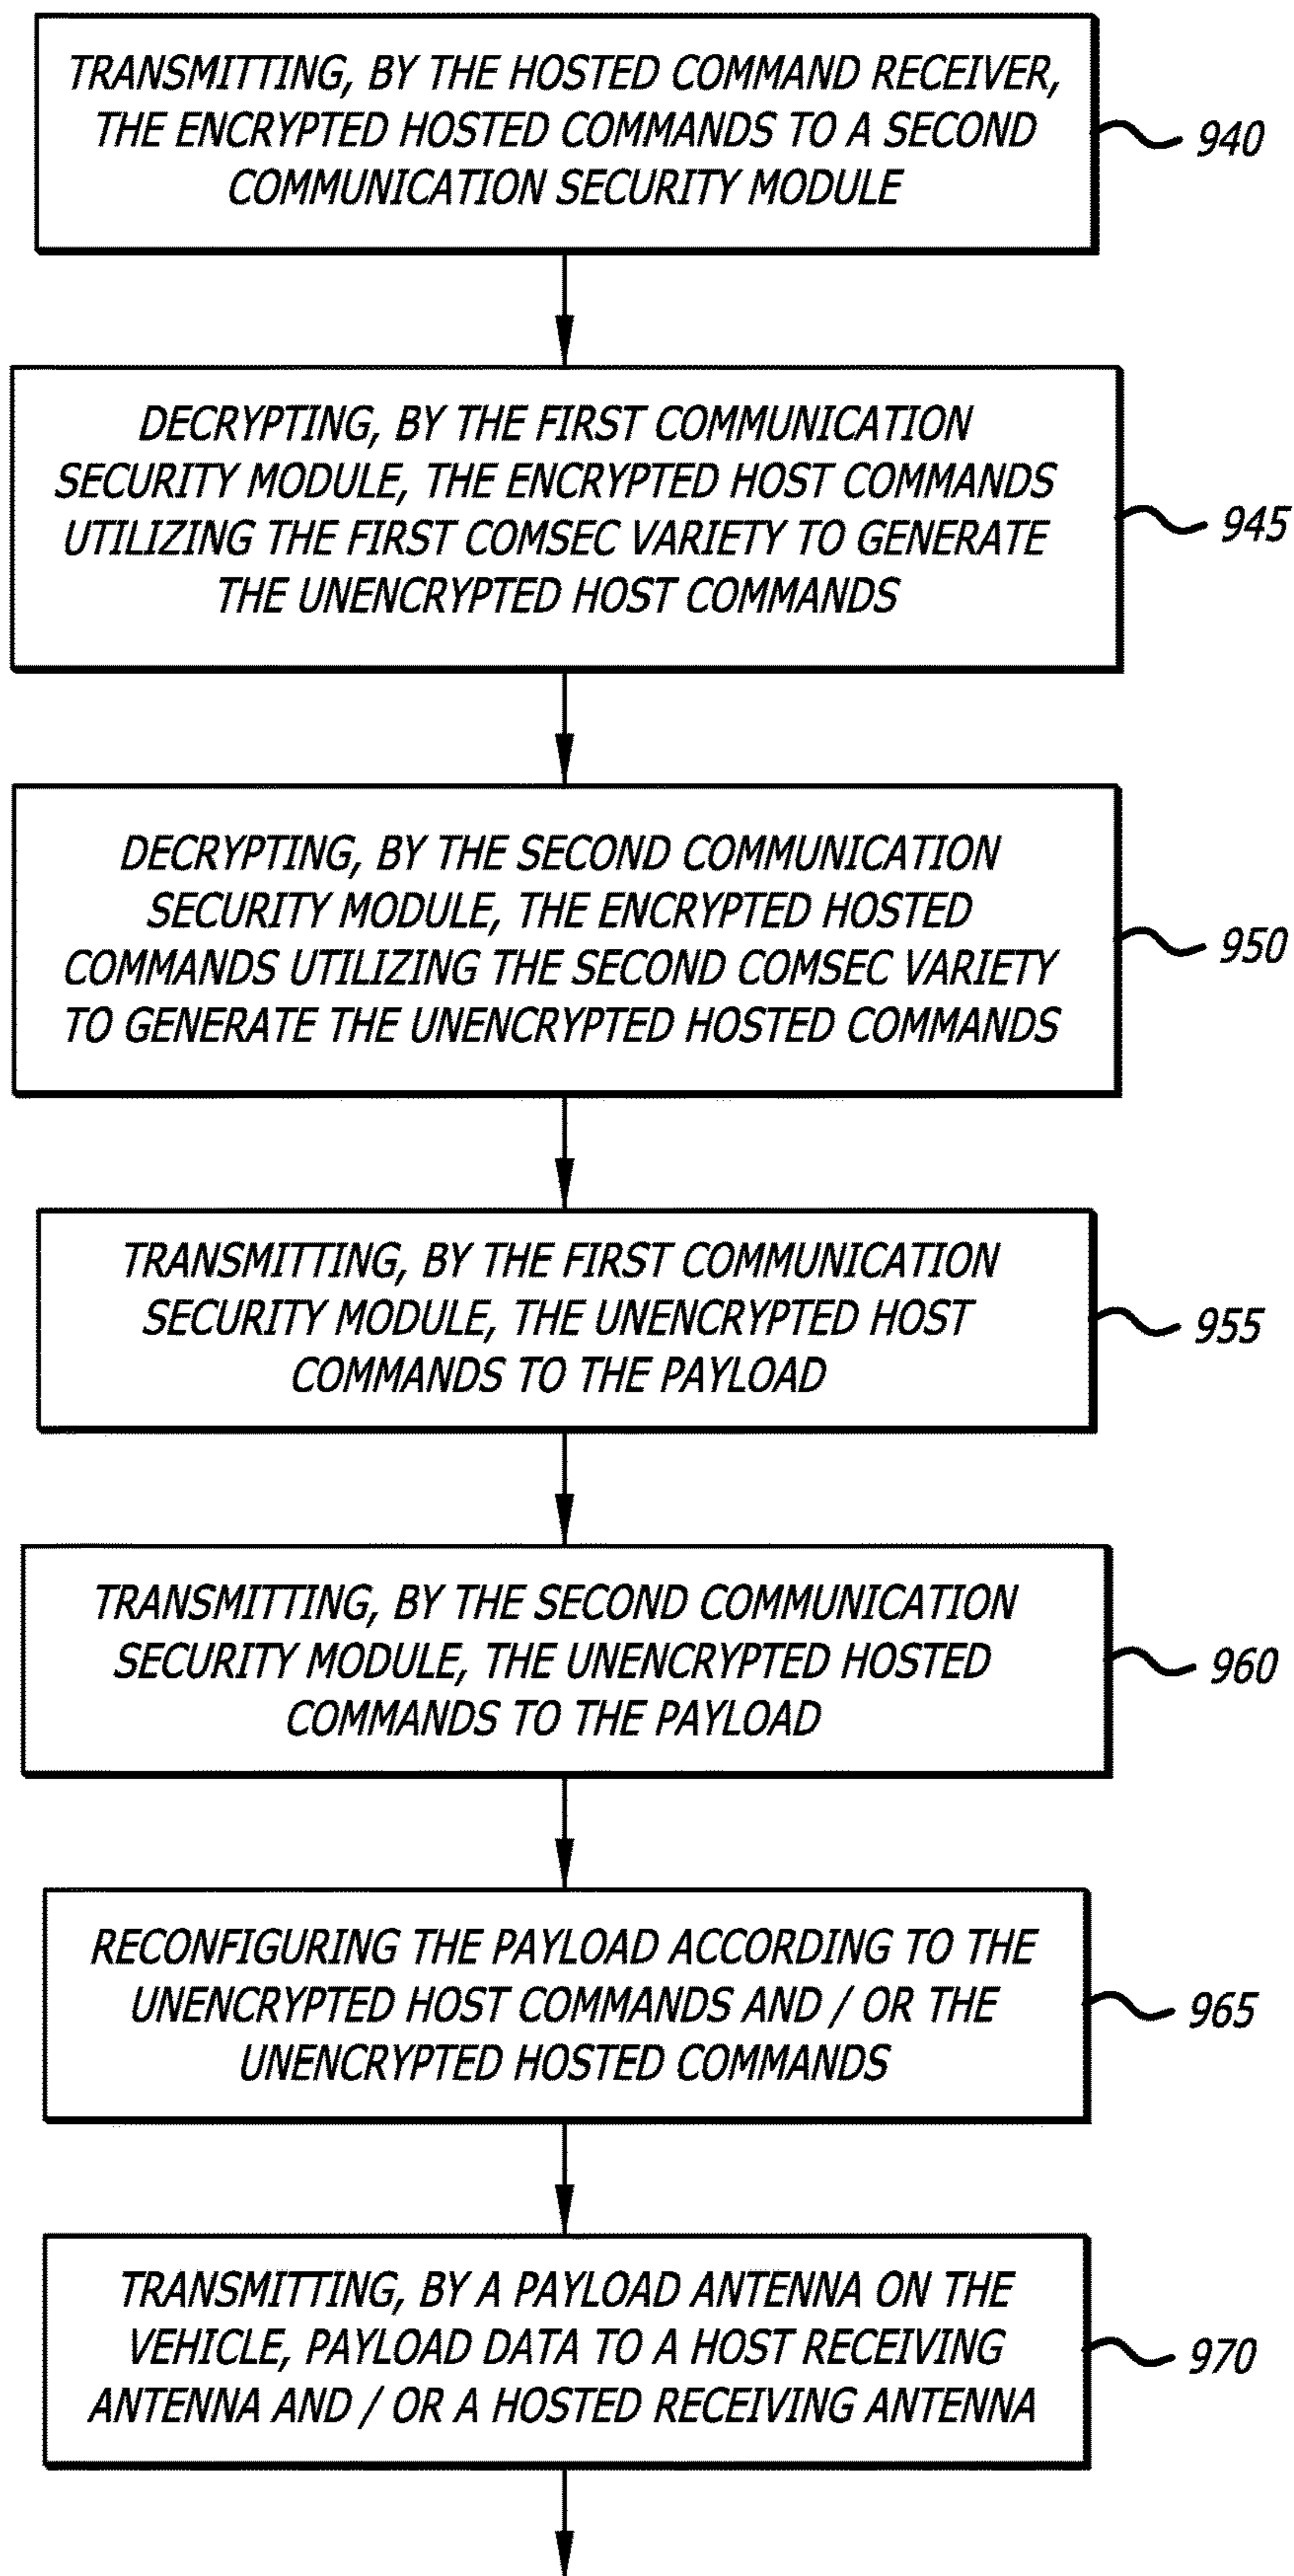 TRANSMITTING, BY THE HOSTED COMMAND RECEIVER,
THE ENCRYPTED HOSTED COMMANDS TO A SECOND
COMMUNICATION SECURITY MODULE
940
DECRYPTING, BY THE FIRST COMMUNICATION
SECURITY MODULE, THE ENCRYPTED HOST COMMANDS
UTILIZING THE FIRST COMSEC VARIETY TO GENERATE
THE UNENCRYPTED HOST COMMANDS
945
DECRYPTING, BY THE SECOND COMMUNICATION
SECURITY MODULE, THE ENCRYPTED HOSTED
COMMANDS UTILIZING THE SECOND COMSEC VARIETY
TO GENERATE THE UNENCRYPTED HOSTED COMMANDS
950
TRANSMITTING, BY THE FIRST COMMUNICATION
SECURITY MODULE, THE UNENCRYPTED HOST
COMMANDS TO THE PAYLOAD
955
TRANSMITTING, BY THE SECOND COMMUNICATION
SECURITY MODULE, THE UNENCRYPTED HOSTED
COMMANDS TO THE PAYLOAD
960
RECONFIGURING THE PAYLOAD ACCORDING TO THE
UNENCRYPTED HOST COMMANDS AND / OR THE
UNENCRYPTED HOSTED COMMANDS
965
TRANSMITTING, BY A PAYLOAD ANTENNA ON THE
VEHICLE, PAYLOAD DATA TO A HOST RECEIVING
ANTENNA AND / OR A HOSTED RECEIVING ANTENNA
970